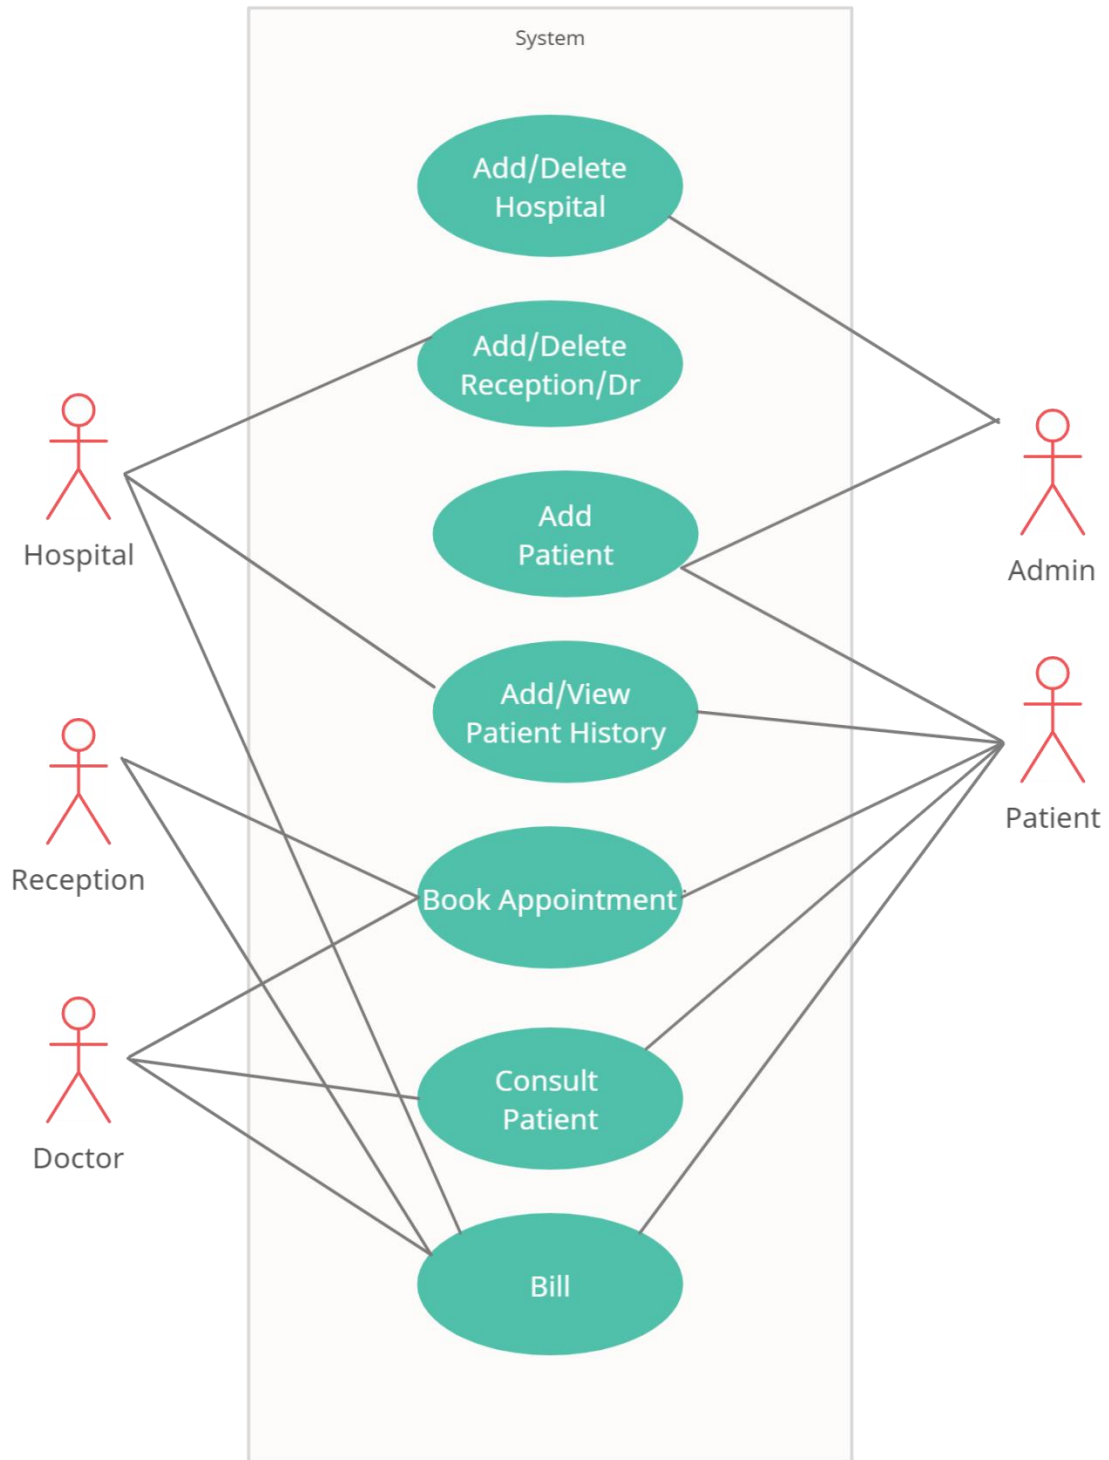 System
Add/Delete
Hospital
Add/Delete
Reception/Dr
Add
Patient
Add/View
Patient History
Book Appointment
Consult
Patient
Bill
Hospital
Reception
Doctor
Admin
Patient